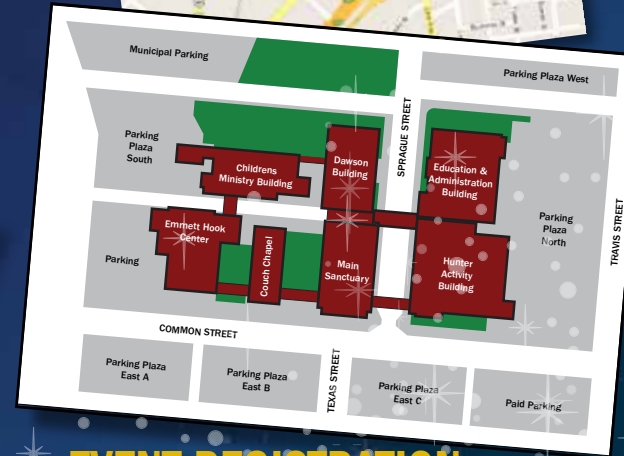 Municipal Parking
Parking Plaza West
Parking
Plaza
South
Childrens
Ministry Building
Dawson
Building
SPRAGUE STREET
Education &
Administration
Building
Parking
Plaza
North
TRAVIS STREET
Emmett Hook
Center
Couch Chapel
Main
Sanctuary
Hunter
Activity
Building
Parking
COMMON STREET
TEXAS STREET
Parking Plaza
East A
Parking Plaza
East B
Parking Plaza
East C
Paid Parking
EVENT REGISTRATION